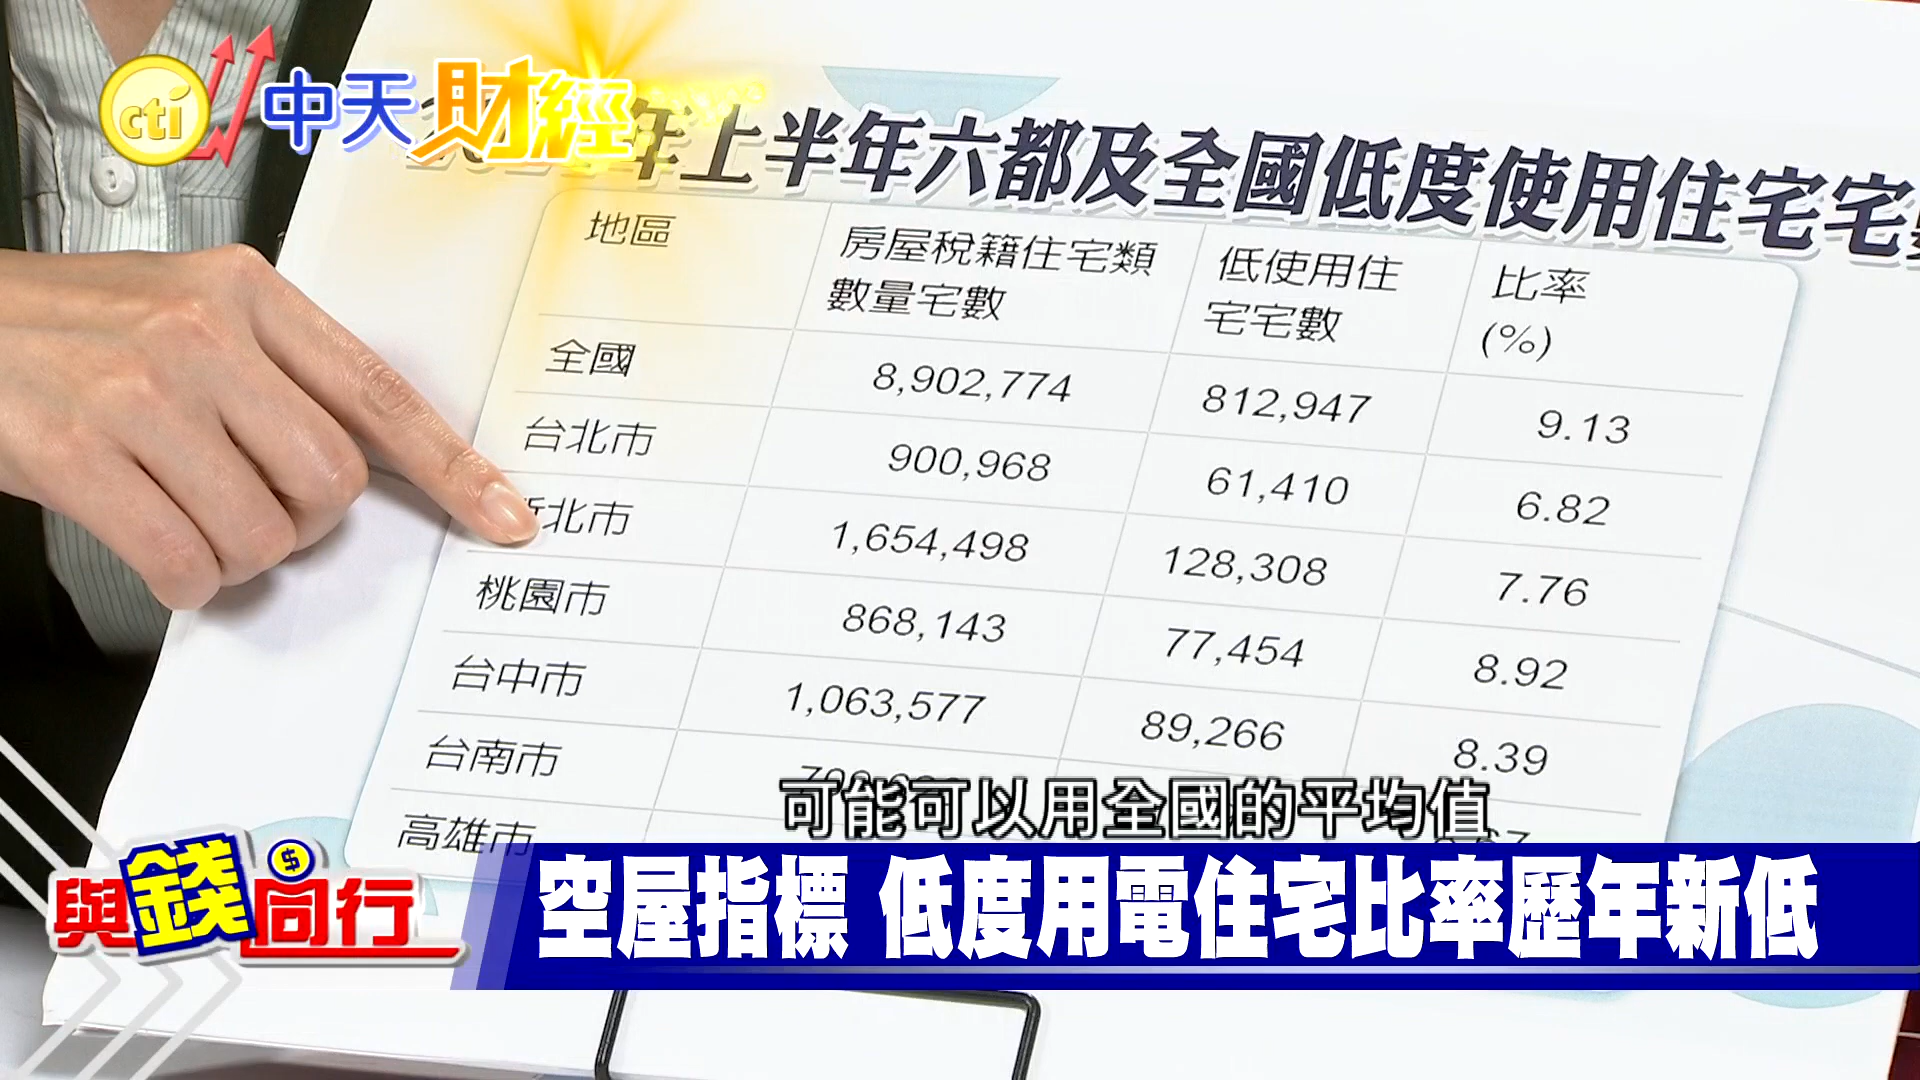 cti 中天財經
年上半年六都及全國低度使用住宅宅
地區 房屋稅籍住宅類數量宅數 低使用住宅宅數 比率(%)
全國 8,902,774 812,947 9.13
台北市 900,968 61,410 6.82
新北市 1,654,498 128,308 7.76
桃園市 868,143 77,454 8.92
台中市 1,063,577 89,266 8.39
台南市
高雄市
可能可以用全國的平均值
與錢同行
空屋指標 低度用電住宅比率歷年新低